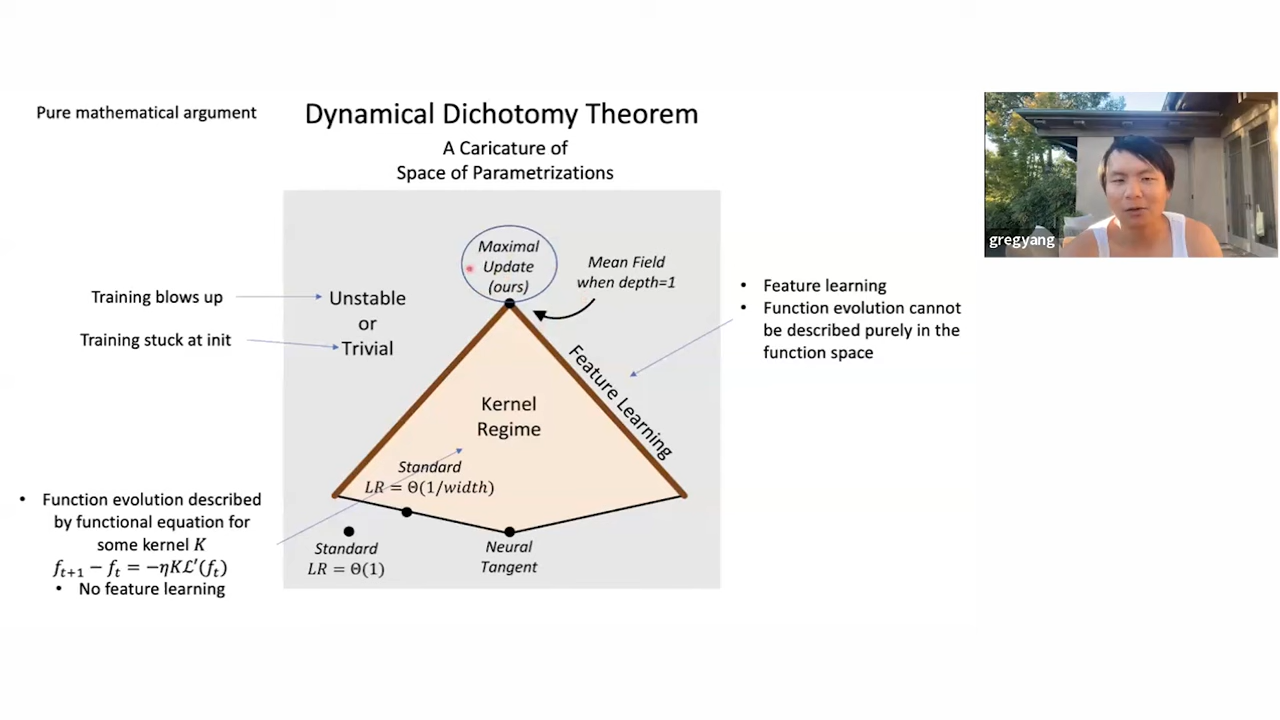 Pure mathematical argument
Dynamical Dichotomy Theorem
A Caricature of
Space of Parametrizations
gregyang
Maximal
Update
(ours)
Mean Field
when depth=1
Training blows up
Training stuck at init
Unstable
or
Trivial
• Feature learning
• Function evolution cannot
be described purely in the
function space
Feature Learning
Kernel
Regime
Standard
LR = Θ(1/width)
• Function evolution described
by functional equation for
some kernel K
fₜ₊₁ − fₜ = −ηKℒ′(fₜ)
• No feature learning
Standard
LR = Θ(1)
Neural
Tangent